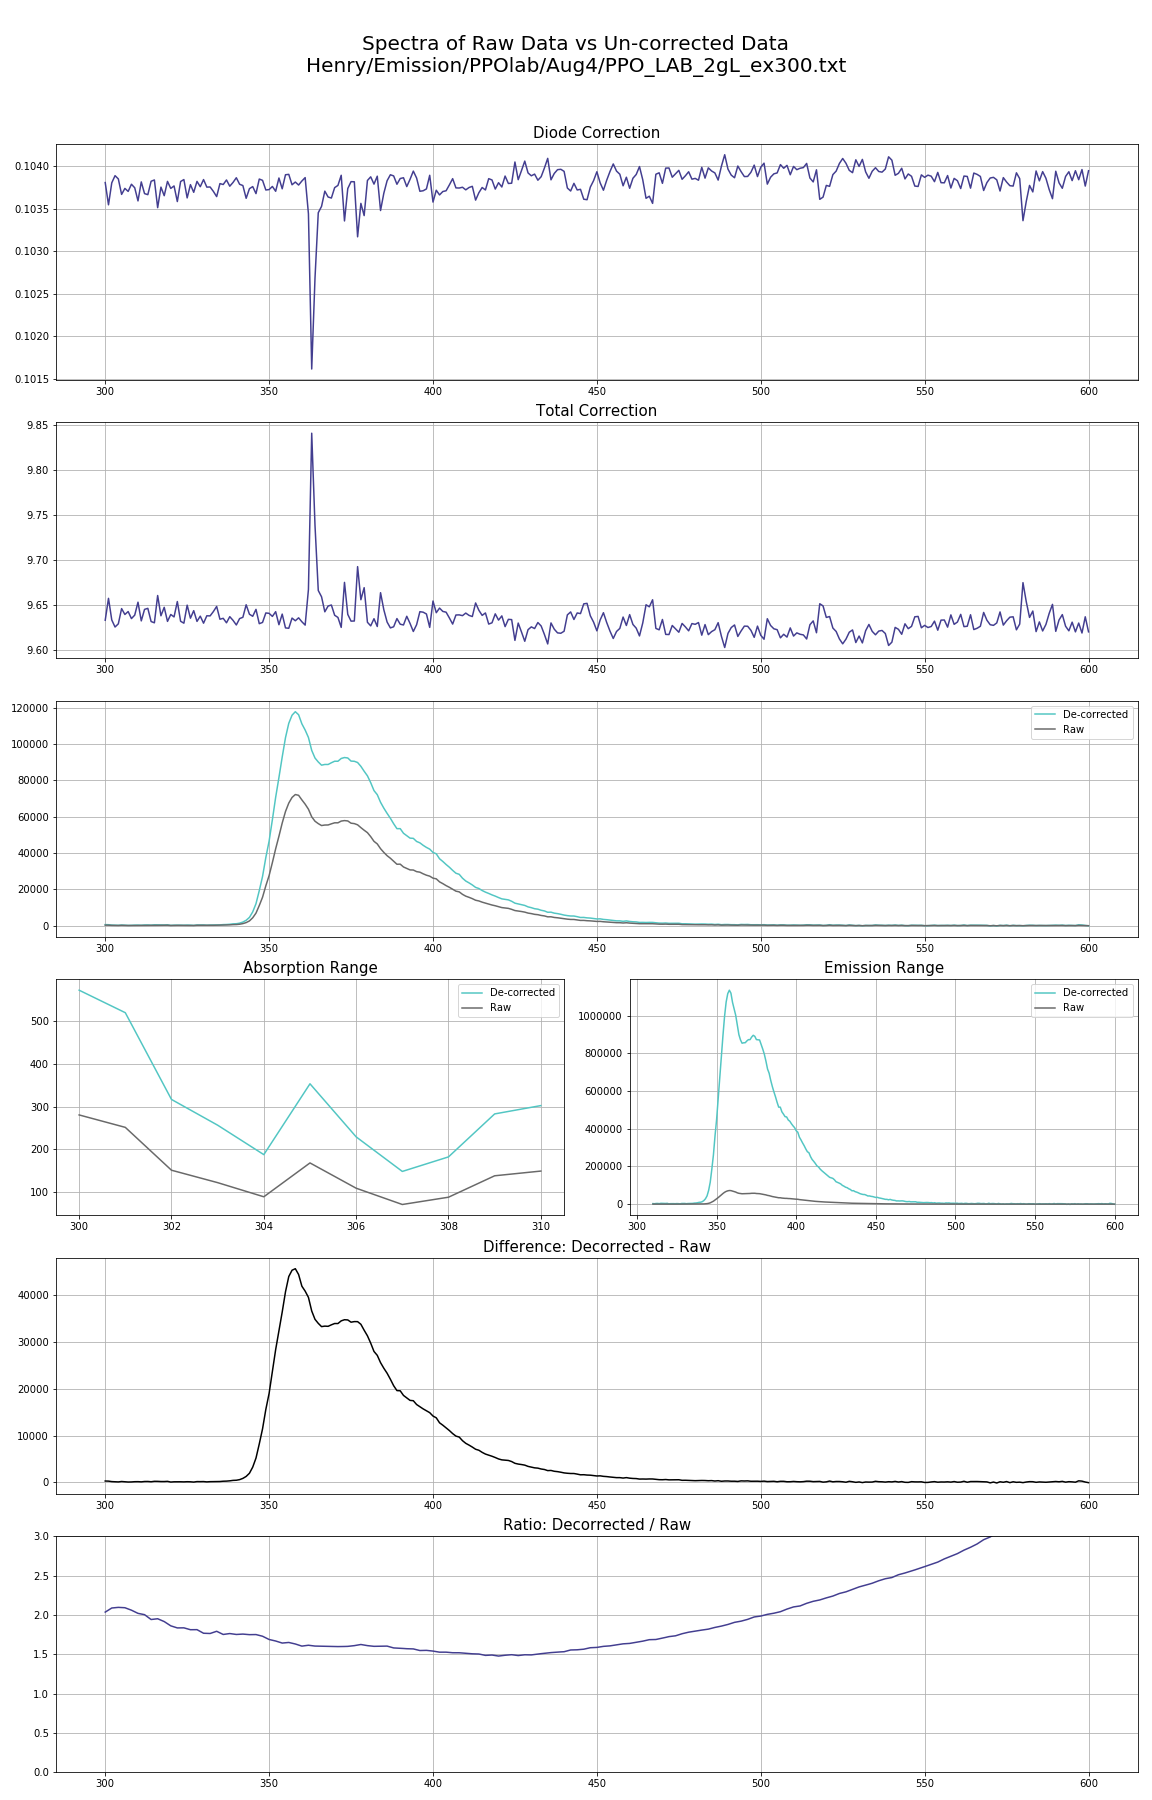 Spectra of Raw Data vs Un-corrected Data
Henry/Emission/PPOlab/Aug4/PPO_LAB_2gL_ex300.txt
Diode Correction
0.1040
0.1035
0.1030
0.1025
0.1020
0.1015
300 350 400 450 500 550 600
Total Correction
9.85
9.80
9.75
9.70
9.65
9.60
300 350 400 450 500 550 600
120000
100000
80000
60000
40000
20000
0
De-corrected
Raw
300 350 400 450 500 550 600
Absorption Range
500
400
300
200
100
De-corrected
Raw
300 302 304 306 308 310
Emission Range
1000000
800000
600000
400000
200000
0
De-corrected
Raw
300 350 400 450 500 550 600
Difference: Decorrected - Raw
40000
30000
20000
10000
0
300 350 400 450 500 550 600
Ratio: Decorrected / Raw
3.0
2.5
2.0
1.5
1.0
0.5
0.0
300 350 400 450 500 550 600